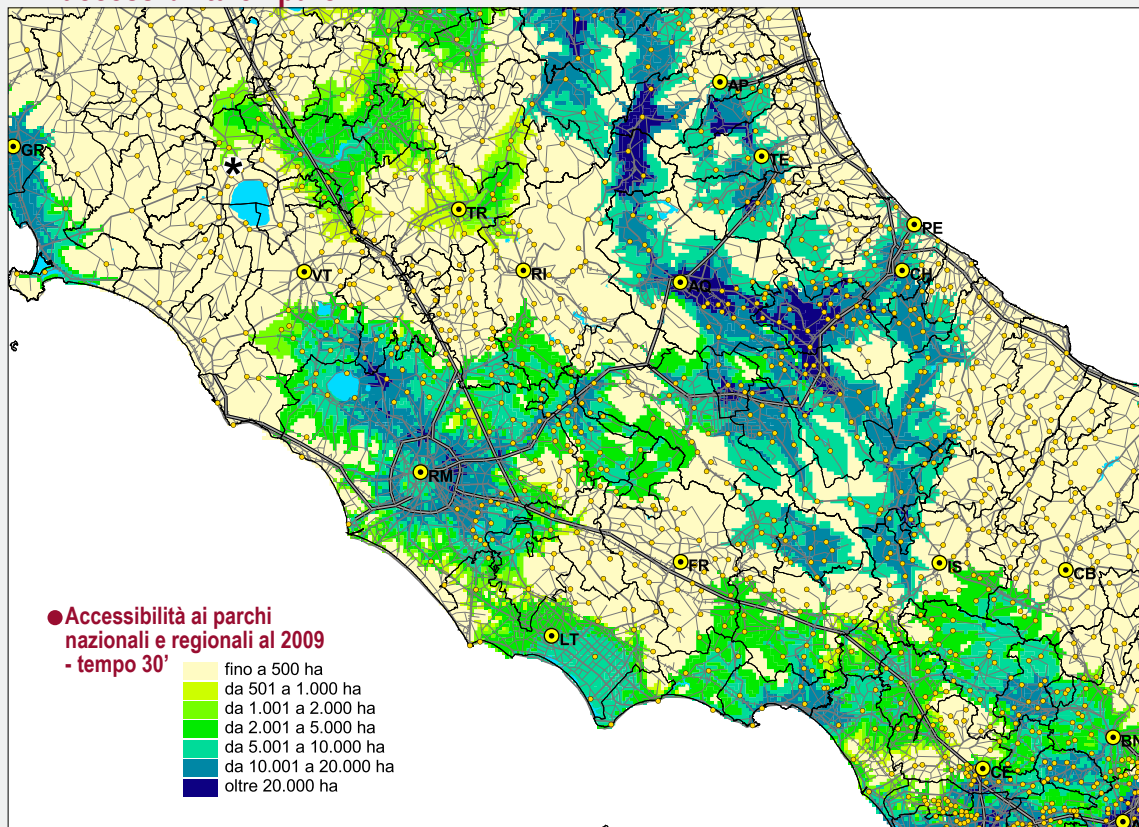 AP
GR
TE
TR
PE
VT
RI
CH
AQ
RM
FR
IS
CB
LT
BN
CE
Accessibilità ai parchi
nazionali e regionali al 2009
- tempo 30’
fino a 500 ha
da 501 a 1.000 ha
da 1.001 a 2.000 ha
da 2.001 a 5.000 ha
da 5.001 a 10.000 ha
da 10.001 a 20.000 ha
oltre 20.000 ha
*